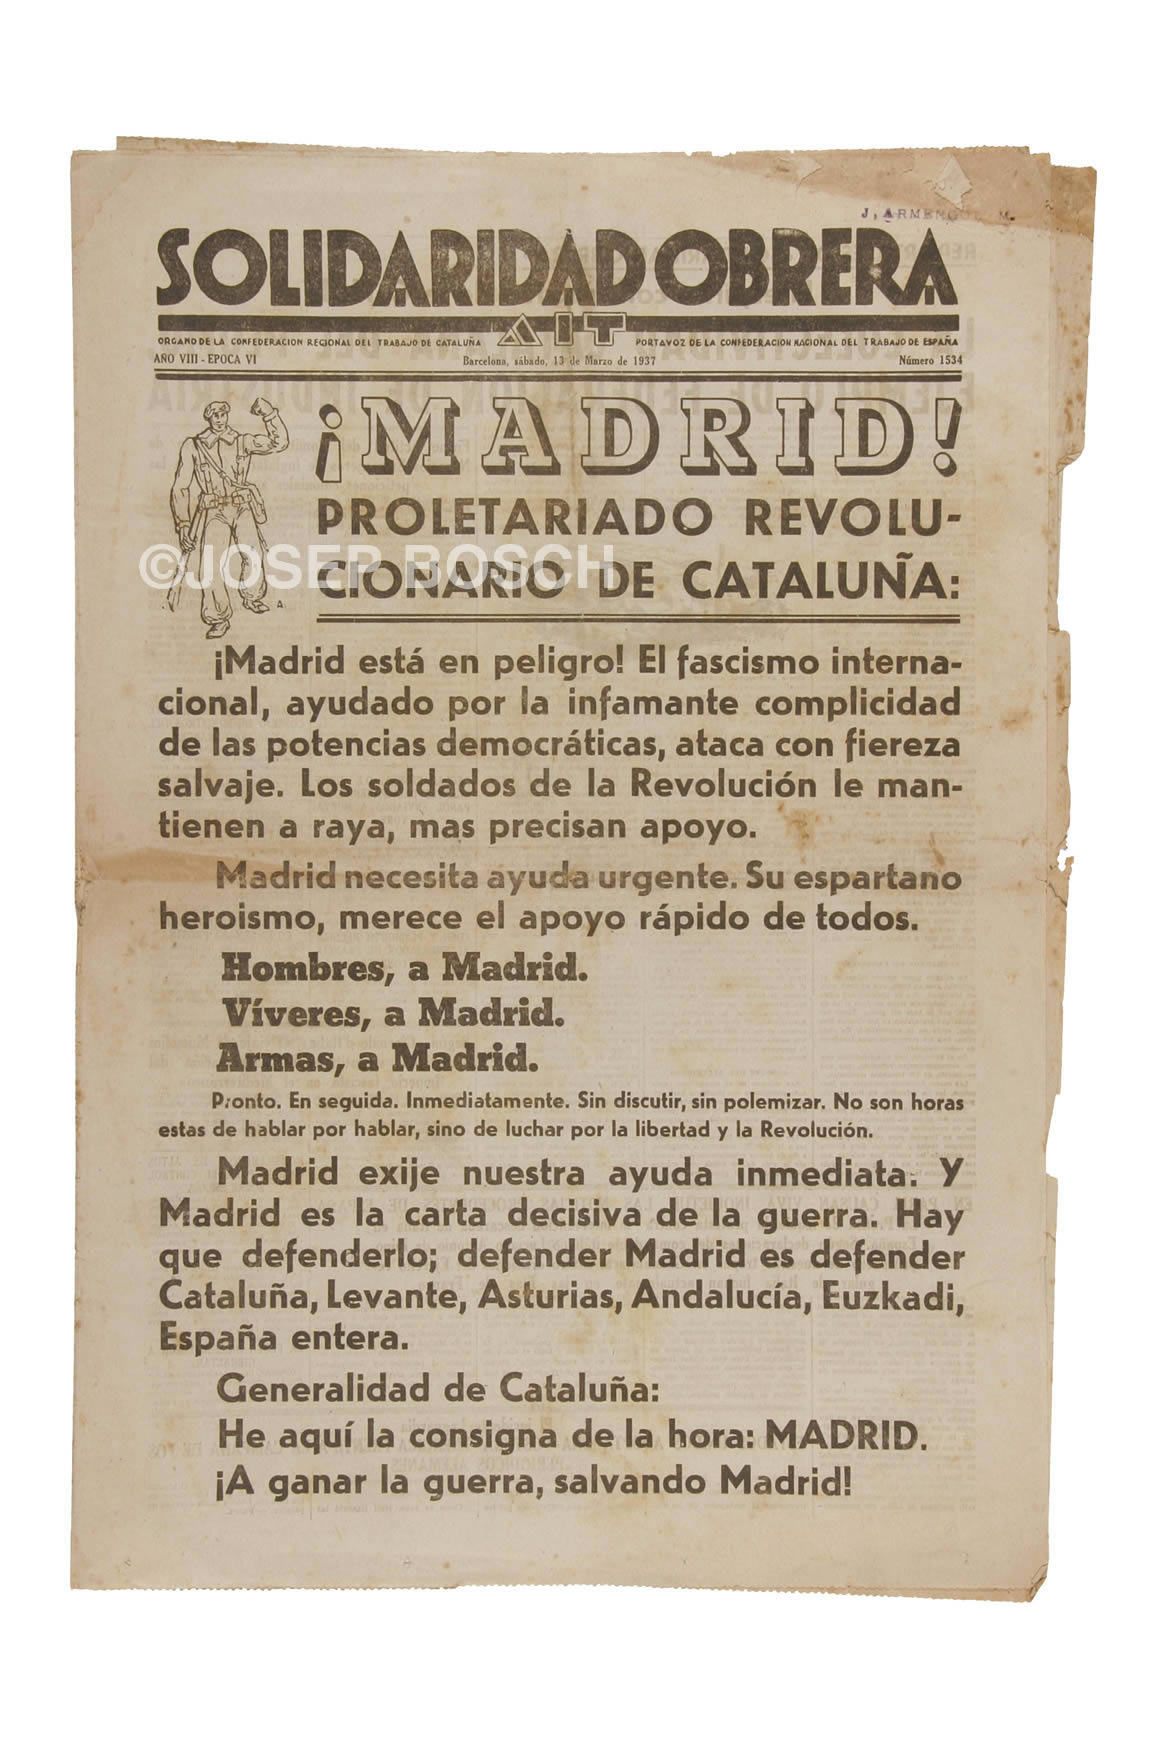 J. ARMENGOL M.
SOLIDARIDAD OBRERA
AIT
ORGANO DE LA CONFEDERACION REGIONAL DEL TRABAJO DE CATALUÑA
PORTAVOZ DE LA CONFEDERACION NACIONAL DEL TRABAJO DE ESPAÑA
AÑO VIII - EPOCA VI
Barcelona, sábado, 13 de Marzo de 1937
Número 1534
¡MADRID!
PROLETARIADO REVOLU-
CIONARIO DE CATALUÑA:
©JOSEP BOSCH
A
¡Madrid está en peligro! El fascismo interna-
cional, ayudado por la infamante complicidad
de las potencias democráticas, ataca con fiereza
salvaje. Los soldados de la Revolución le man-
tienen a raya, mas precisan apoyo.
Madrid necesita ayuda urgente. Su espartano
heroismo, merece el apoyo rápido de todos.
Hombres, a Madrid.
Víveres, a Madrid.
Armas, a Madrid.
Pronto. En seguida. Inmediatamente. Sin discutir, sin polemizar. No son horas
estas de hablar por hablar, sino de luchar por la libertad y la Revolución.
Madrid exije nuestra ayuda inmediata. Y
Madrid es la carta decisiva de la guerra. Hay
que defenderlo; defender Madrid es defender
Cataluña, Levante, Asturias, Andalucía, Euzkadi,
España entera.
Generalidad de Cataluña:
He aquí la consigna de la hora: MADRID.
¡A ganar la guerra, salvando Madrid!